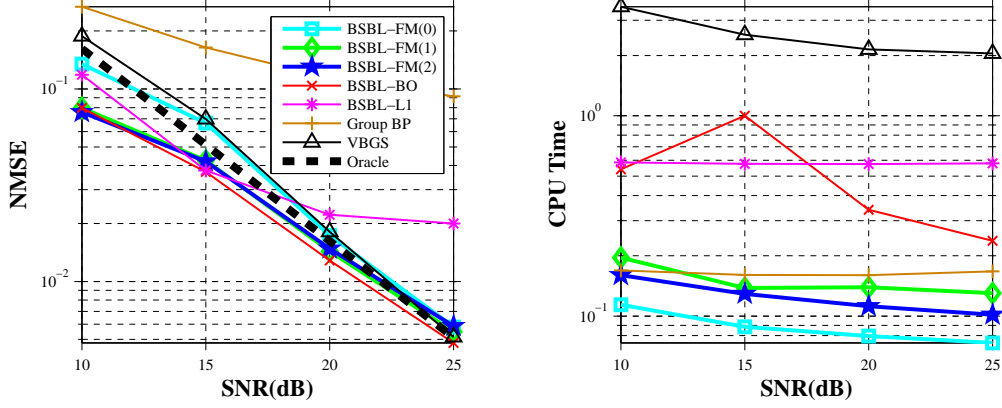 BSBL−FM(0)
BSBL−FM(1)
BSBL−FM(2)
BSBL−BO
BSBL−L1
Group BP
VBGS
Oracle
NMSE
10⁻¹
10⁻²
10 15 20 25
SNR(dB)
CPU Time
10⁰
10⁻¹
10 15 20 25
SNR(dB)